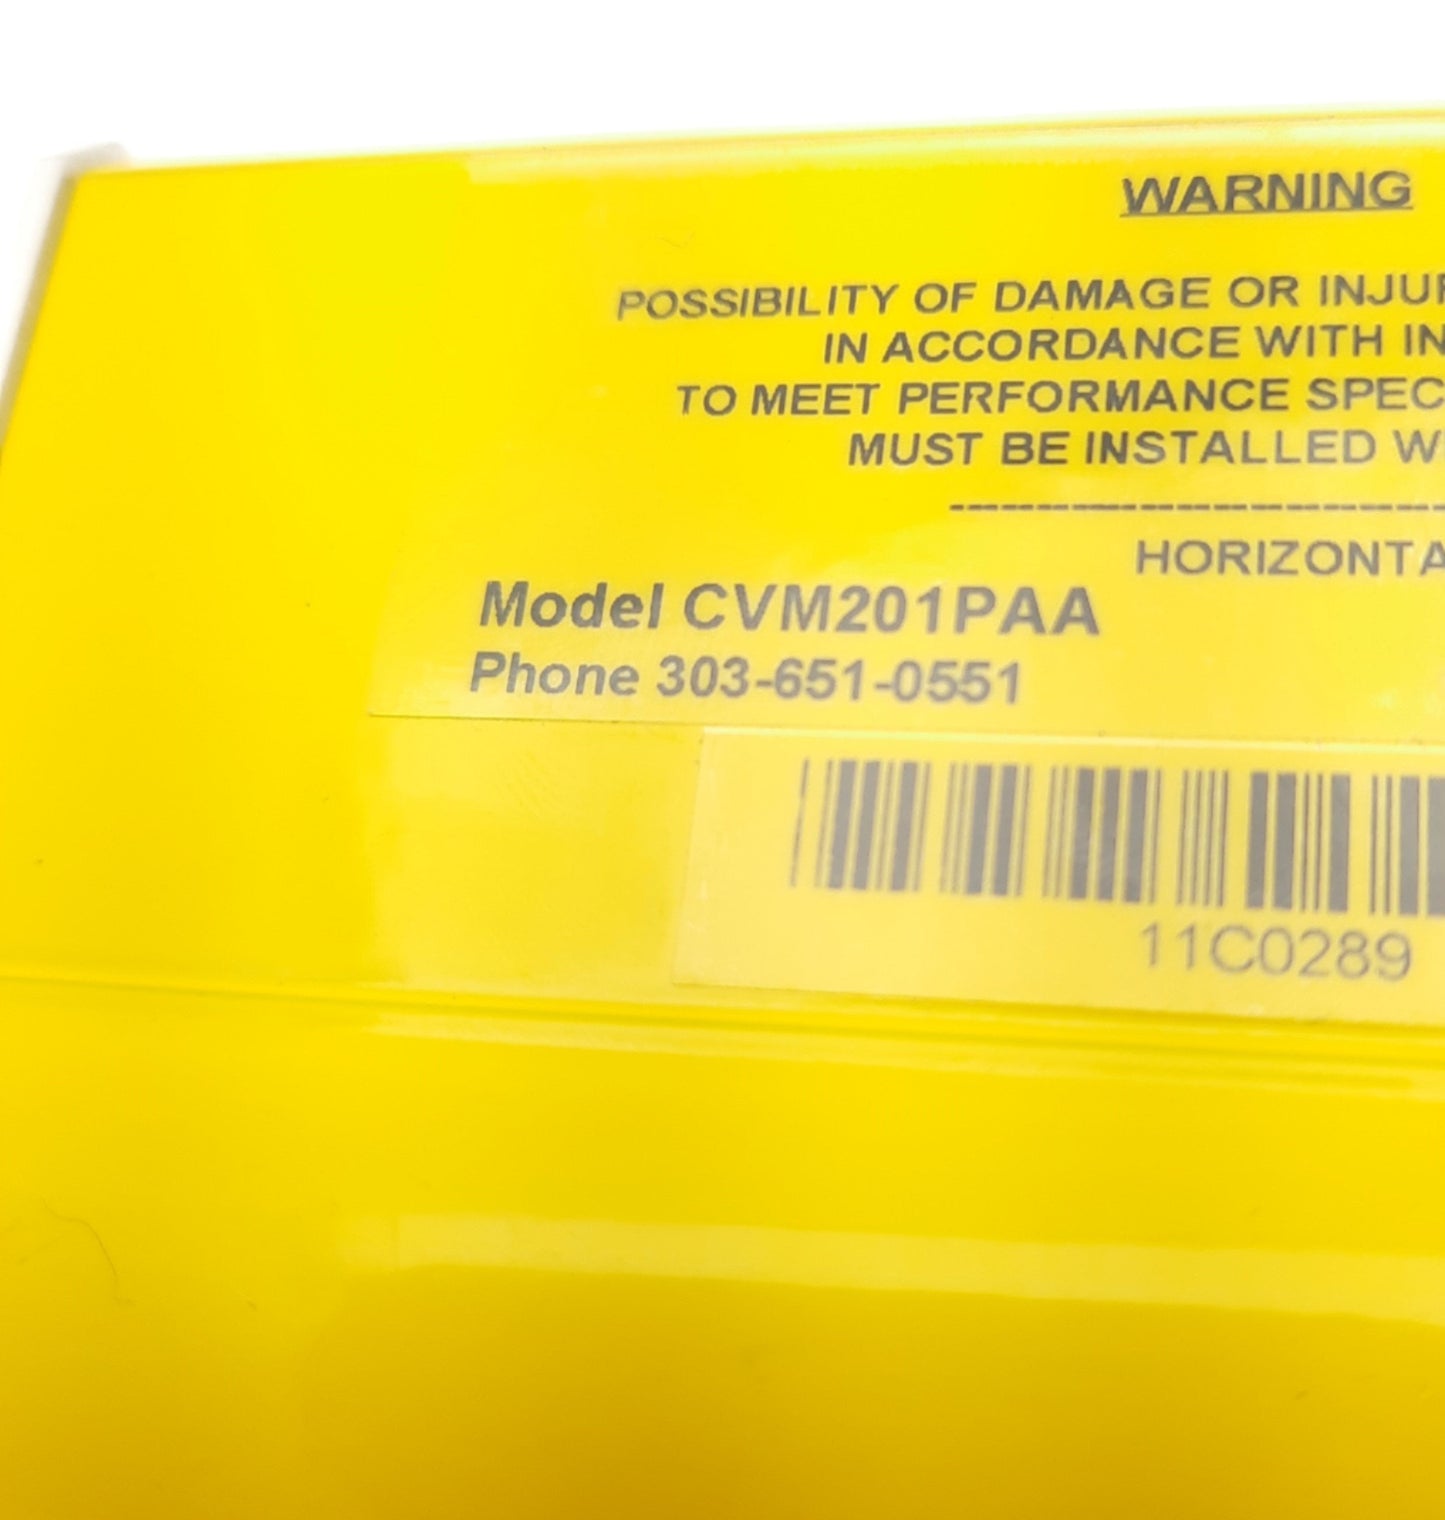 WARNING
POSSIBILITY OF DAMAGE OR
IN ACCORDANCE WITH
TO MEET PERFORMANCE
MUST BE INSTALLED
Model CVM201PAA
Phone 303-651-0551
11C0289